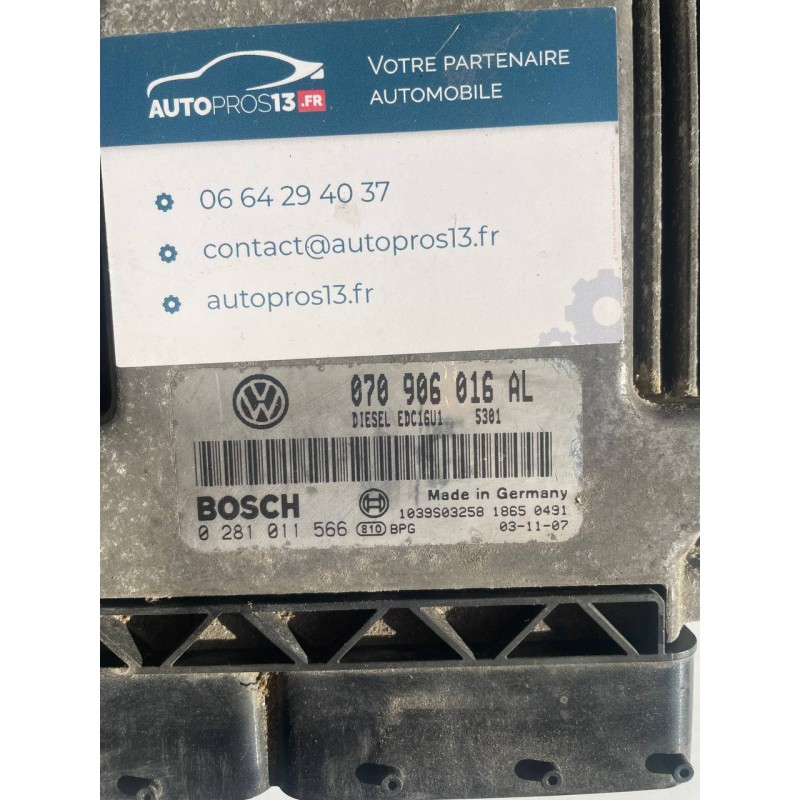 AUTOPROS13.FR
VOTRE PARTENAIRE
AUTOMOBILE
06 64 29 40 37
contact@autopros13.fr
autopros13.fr
070 906 016 AL
DIESEL EDC16U1 5301
BOSCH
Made in Germany
1039S03258 1865 0491
0 281 011 566 810 BPG 03-11-07